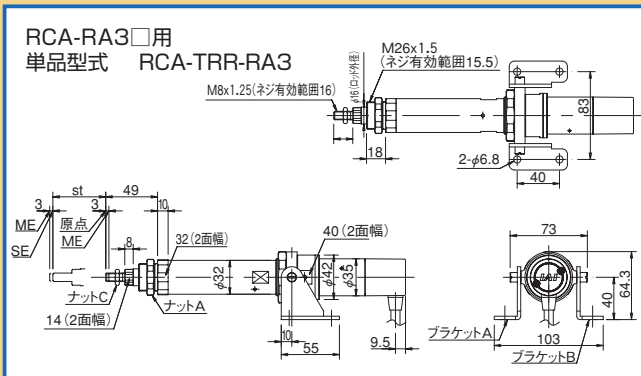 RCA-RA3□用
単品型式 RCA-TRR-RA3
M26x1.5
(ネジ有効範囲15.5)
M8x1.25(ネジ有効範囲16)
φ16(ロッド外径)
18
83
2-φ6.8
40
st
49
3
3
10
ME
SE
原点
ME
8
32(2面幅)
40(2面幅)
φ32
φ42
φ35
ナットC
ナットA
14(2面幅)
10
55
9.5
73
IAI
40
64.3
ブラケットA
103
ブラケットB